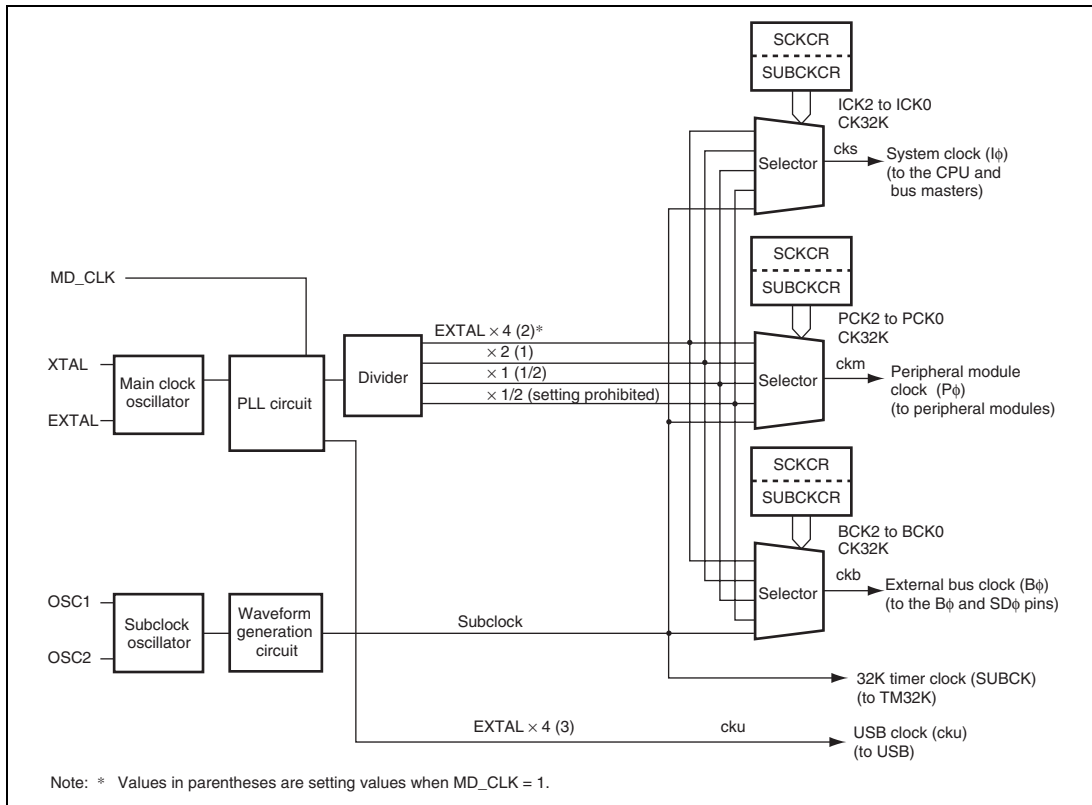 SCKCR
SUBCKCR
ICK2 to ICK0
CK32K
Selector
cks
System clock (Iϕ)
(to the CPU and
bus masters)
MD_CLK
XTAL
EXTAL
Main clock
oscillator
PLL circuit
Divider
EXTAL × 4 (2)*
× 2 (1)
× 1 (1/2)
× 1/2 (setting prohibited)
SCKCR
SUBCKCR
PCK2 to PCK0
CK32K
Selector
ckm
Peripheral module
clock (Pϕ)
(to peripheral modules)
SCKCR
SUBCKCR
BCK2 to BCK0
CK32K
Selector
ckb
External bus clock (Bϕ)
(to the Bϕ and SDϕ pins)
OSC1
OSC2
Subclock
oscillator
Waveform
generation
circuit
Subclock
32K timer clock (SUBCK)
(to TM32K)
EXTAL × 4 (3)
cku
USB clock (cku)
(to USB)
Note: * Values in parentheses are setting values when MD_CLK = 1.